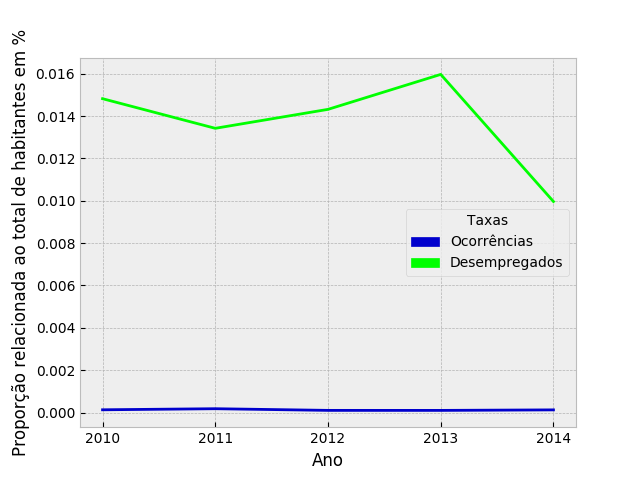 Proporção relacionada ao total de habitantes em %
0.016
0.014
0.012
0.010
0.008
0.006
0.004
0.002
0.000
Taxas
Ocorrências
Desempregados
2010 2011 2012 2013 2014
Ano